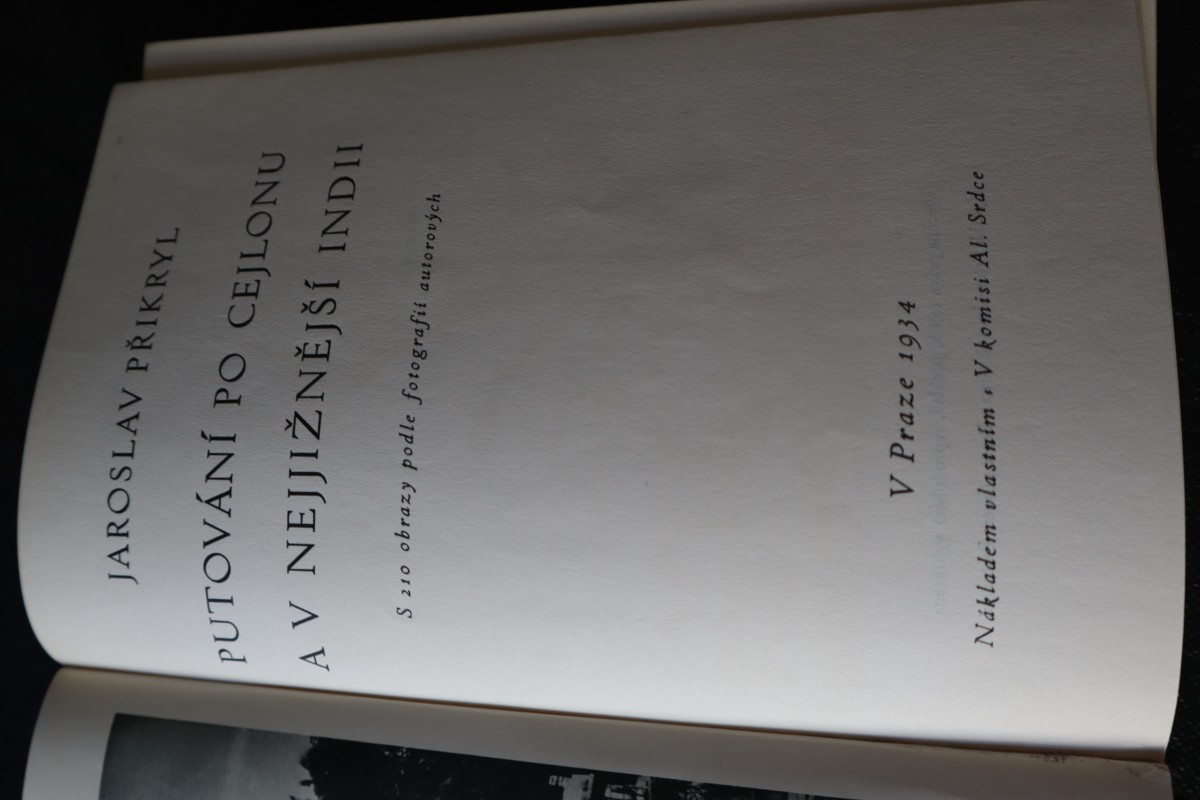 JAROSLAV PŘIKRYL
PUTOVÁNÍ PO CEJLONU
A V NEJJIŽNĚJŠÍ INDII
S 210 obrazy podle fotografií autorových
V Praze 1934
Nákladem vlastním • V komisi Al. Srdce